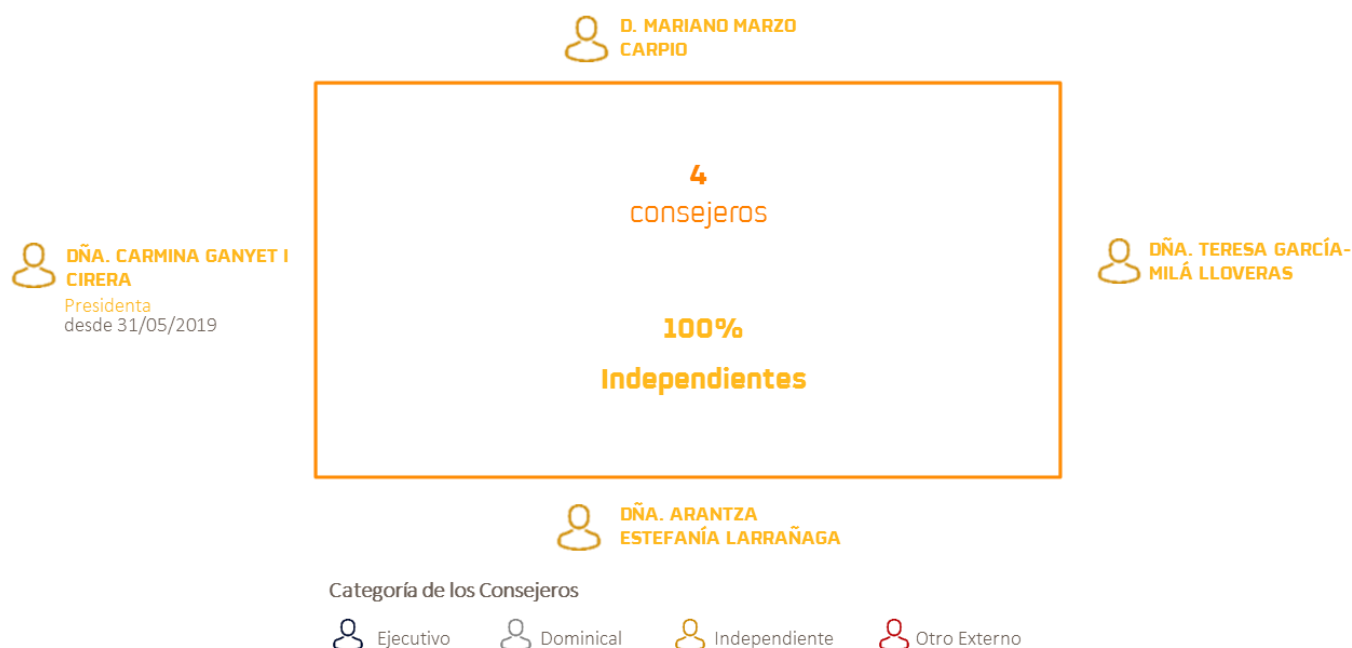 D. MARIANO MARZO
CARPIO
4
consejeros
DÑA. CARMINA GANYET I
CIRERA
Presidenta
desde 31/05/2019
DÑA. TERESA GARCÍA-
MILÁ LLOVERAS
100%
Independientes
DÑA. ARANTZA
ESTEFANÍA LARRAÑAGA
Categoría de los Consejeros
Ejecutivo Dominical Independiente Otro Externo